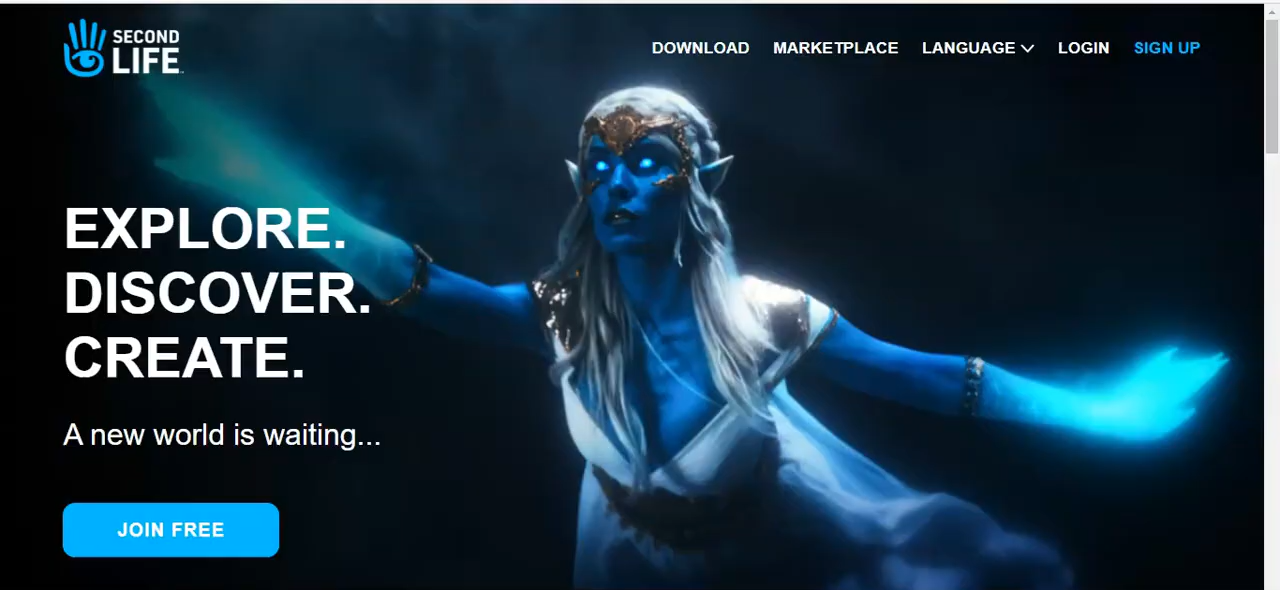 SECOND
LIFE
DOWNLOAD MARKETPLACE LANGUAGE LOGIN SIGN UP
EXPLORE.
DISCOVER.
CREATE.
A new world is waiting...
JOIN FREE